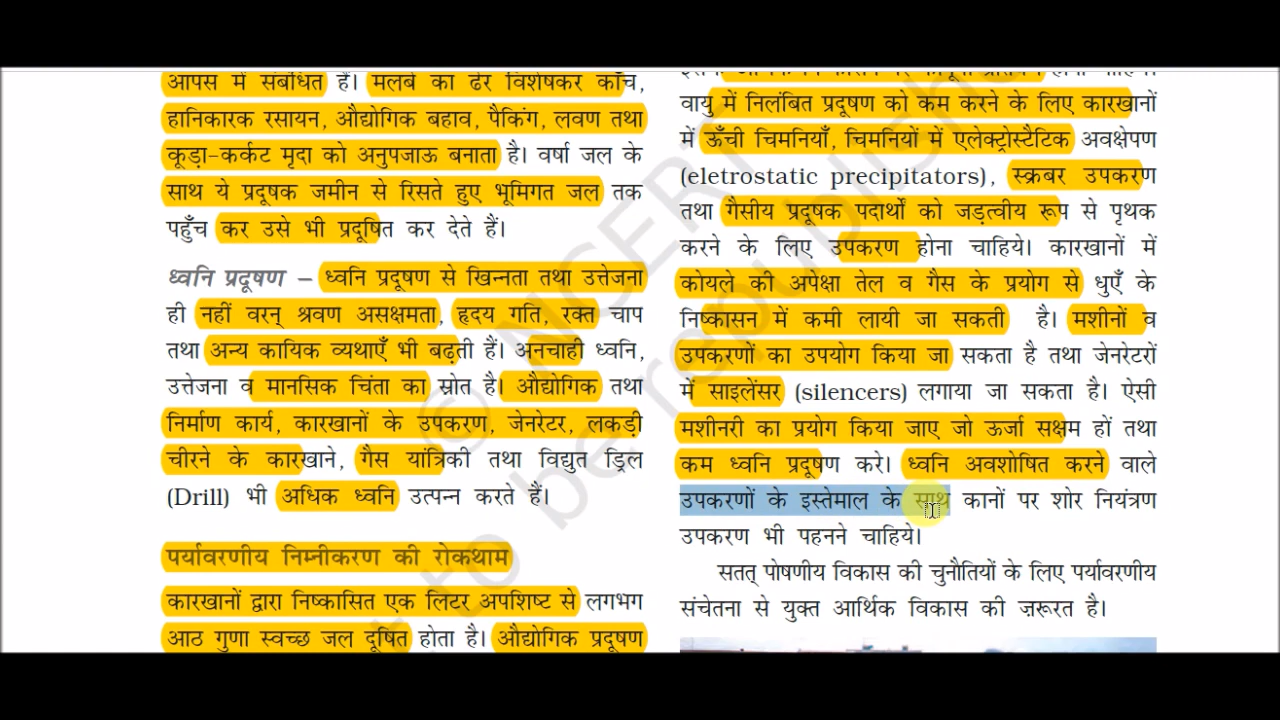 आपस में संबंधित हैं। मलबे का ढेर विशेषकर काँच,
हानिकारक रसायन, औद्योगिक बहाव, पैकिंग, लवण तथा
कूड़ा-कर्कट मृदा को अनुपजाऊ बनाता है। वर्षा जल के
साथ ये प्रदूषक जमीन से रिसते हुए भूमिगत जल तक
पहुँच कर उसे भी प्रदूषित कर देते हैं।
ध्वनि प्रदूषण – ध्वनि प्रदूषण से खिन्नता तथा उत्तेजना
ही नहीं वरन् श्रवण असक्षमता, हृदय गति, रक्त चाप
तथा अन्य कायिक व्यथाएँ भी बढ़ती हैं। अनचाही ध्वनि,
उत्तेजना व मानसिक चिंता का स्रोत है। औद्योगिक तथा
निर्माण कार्य, कारखानों के उपकरण, जेनरेटर, लकड़ी
चीरने के कारखाने, गैस यांत्रिकी तथा विद्युत ड्रिल
(Drill) भी अधिक ध्वनि उत्पन्न करते हैं।
पर्यावरणीय निम्नीकरण की रोकथाम
कारखानों द्वारा निष्कासित एक लिटर अपशिष्ट से लगभग
आठ गुणा स्वच्छ जल दूषित होता है। औद्योगिक प्रदूषण
वायु में निलंबित प्रदूषण को कम करने के लिए कारखानों
में ऊँची चिमनियाँ, चिमनियों में एलेक्ट्रोस्टैटिक अवक्षेपण
(eletrostatic precipitators), स्क्रबर उपकरण
तथा गैसीय प्रदूषक पदार्थों को जड़त्वीय रूप से पृथक
करने के लिए उपकरण होना चाहिये। कारखानों में
कोयले की अपेक्षा तेल व गैस के प्रयोग से धुएँ के
निष्कासन में कमी लायी जा सकती है। मशीनों व
उपकरणों का उपयोग किया जा सकता है तथा जेनरेटरों
में साइलेंसर (silencers) लगाया जा सकता है। ऐसी
मशीनरी का प्रयोग किया जाए जो ऊर्जा सक्षम हों तथा
कम ध्वनि प्रदूषण करे। ध्वनि अवशोषित करने वाले
उपकरणों के इस्तेमाल के साथ कानों पर शोर नियंत्रण
उपकरण भी पहनने चाहिये।
सतत् पोषणीय विकास की चुनौतियों के लिए पर्यावरणीय
संचेतना से युक्त आर्थिक विकास की ज़रूरत है।
© NCERT
to be republish